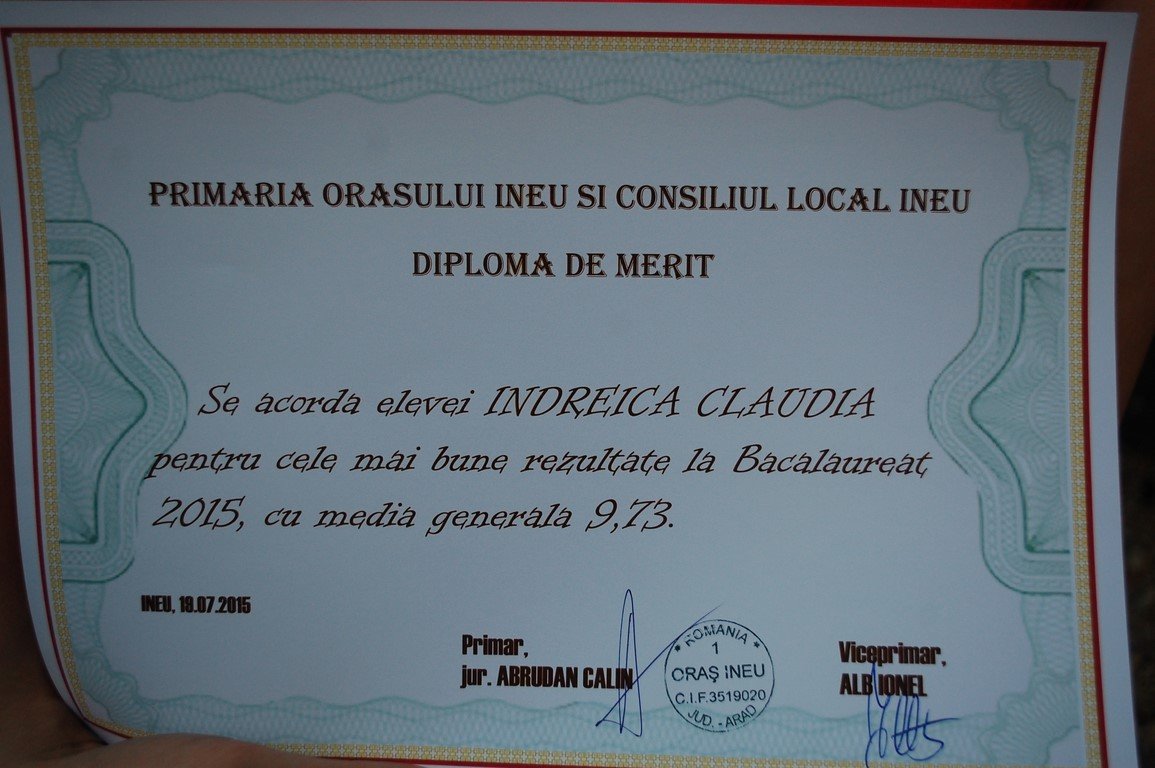 PRIMARIA ORASULUI INEU SI CONSILIUL LOCAL INEU
DIPLOMA DE MERIT
Se acorda elevei INDREICA CLAUDIA
pentru cele mai bune rezultate la Bacalaureat
2015, cu media generala 9,73.
INEU, 19.07.2015
Primar,
jur. ABRUDAN CALIN
* ROMANIA *
1
ORAŞ INEU
C.I.F.3519020
JUD. - ARAD
Viceprimar,
ALB IONEL